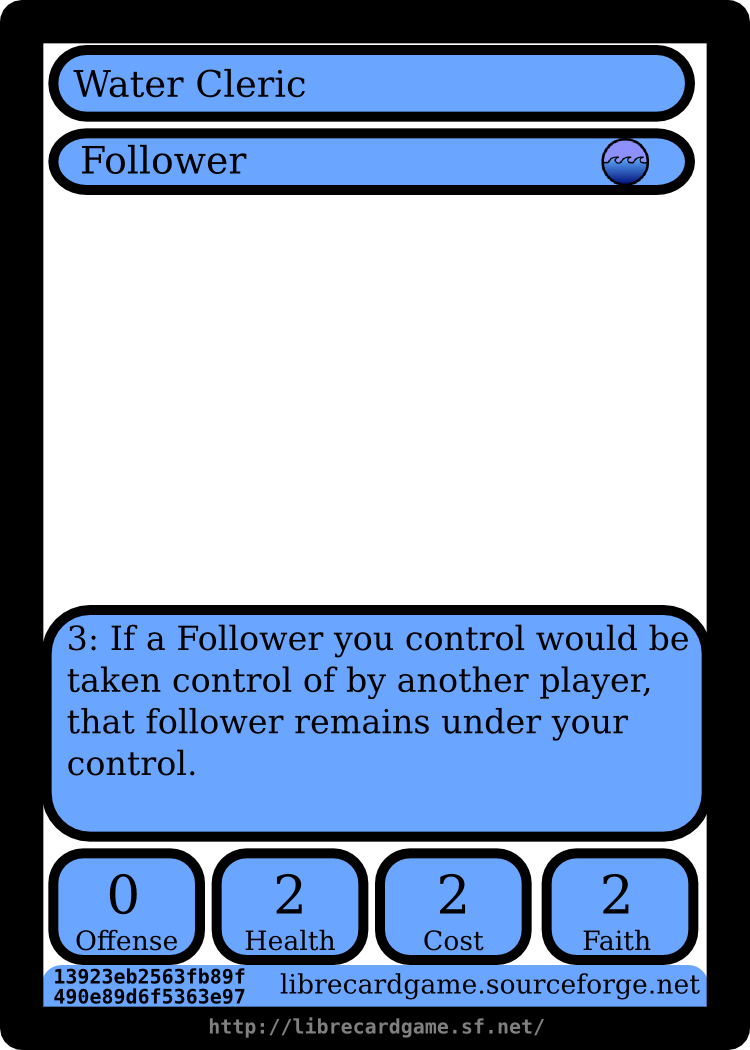 Water Cleric
Follower
3: If a Follower you control would be
taken control of by another player,
that follower remains under your
control.
0
Offense
2
Health
2
Cost
2
Faith
13923eb2563fb89f
490e89d6f5363e97
librecardgame.sourceforge.net
http://librecardgame.sf.net/